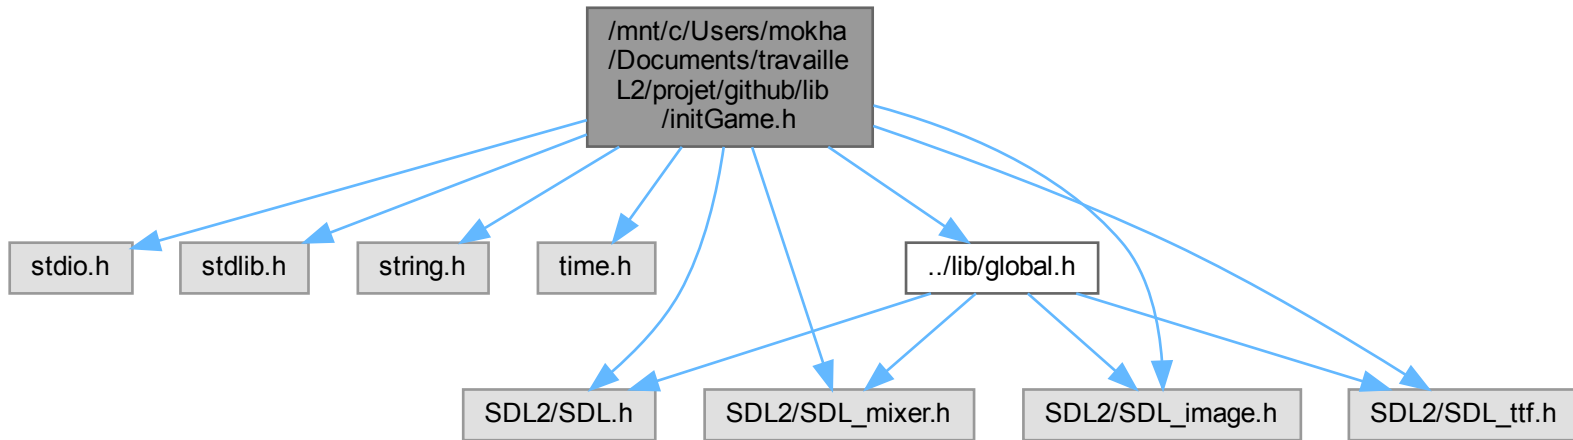 /mnt/c/Users/mokha
/Documents/travaille
L2/projet/github/lib
/initGame.h
stdio.h
stdlib.h
string.h
time.h
../lib/global.h
SDL2/SDL.h
SDL2/SDL_mixer.h
SDL2/SDL_image.h
SDL2/SDL_ttf.h